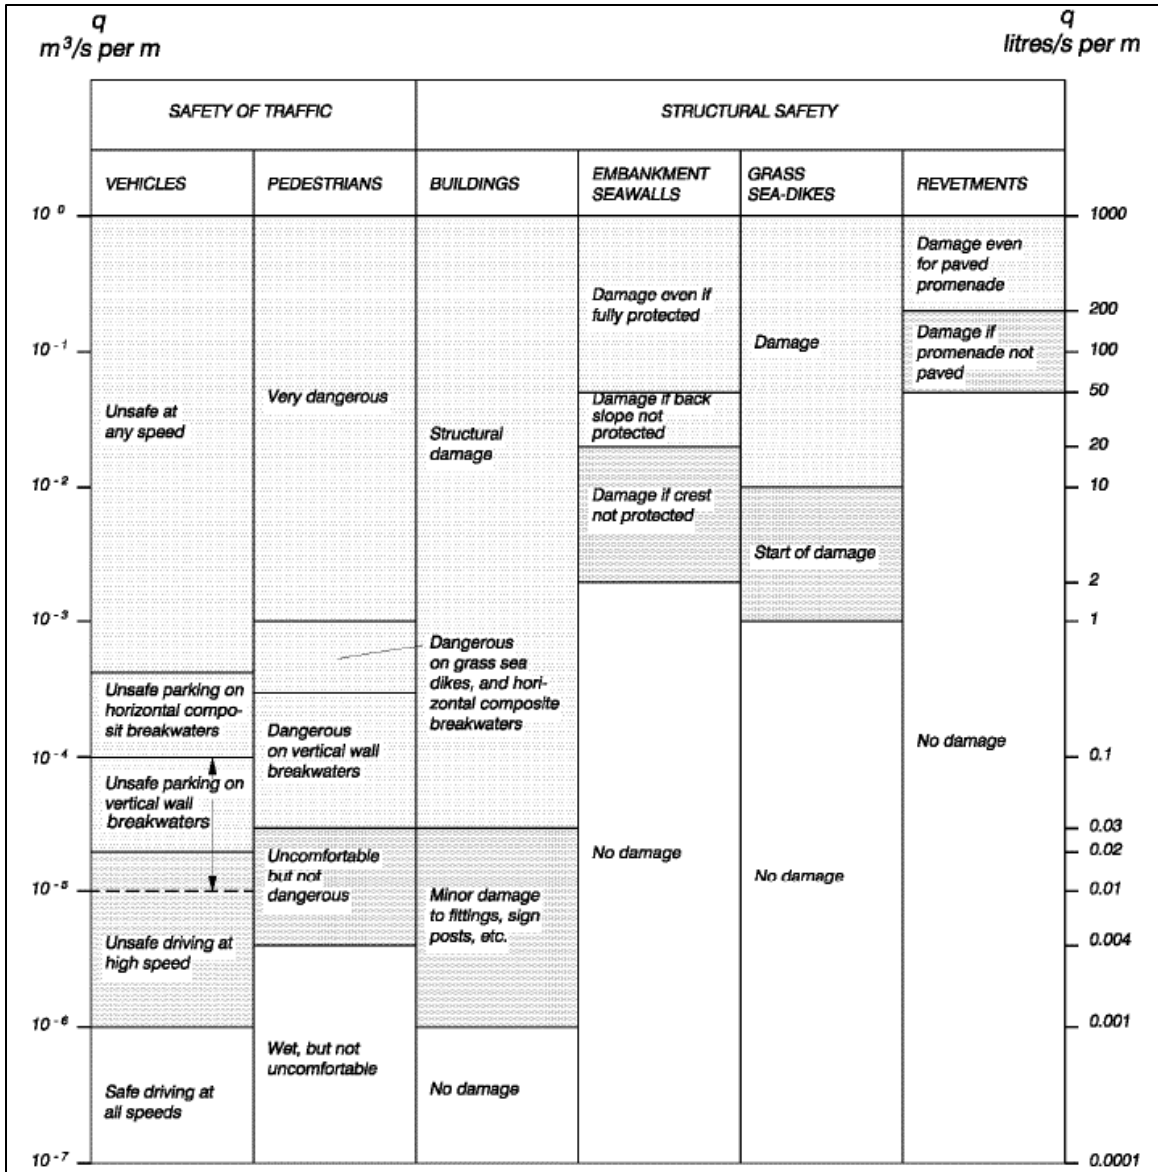 q
m³/s per m
q
litres/s per m
SAFETY OF TRAFFIC
STRUCTURAL SAFETY
VEHICLES
PEDESTRIANS
BUILDINGS
EMBANKMENT
SEAWALLS
GRASS
SEA-DIKES
REVETMENTS
10⁰
10⁻¹
10⁻²
10⁻³
10⁻⁴
10⁻⁵
10⁻⁶
10⁻⁷
Unsafe at
any speed
Unsafe parking on
horizontal compo-
sit breakwaters
Unsafe parking on
vertical wall
breakwaters
Unsafe driving at
high speed
Safe driving at
all speeds
Very dangerous
Dangerous
on grass sea
dikes, and hori-
zontal composite
breakwaters
Dangerous
on vertical wall
breakwaters
Uncomfortable
but not
dangerous
Wet, but not
uncomfortable
Structural
damage
Minor damage
to fittings, sign
posts, etc.
No damage
Damage even if
fully protected
Damage if back
slope not
protected
Damage if crest
not protected
No damage
Damage
Start of damage
No damage
Damage even
for paved
promenade
Damage if
promenade not
paved
No damage
1000
200
100
50
20
10
2
1
0.1
0.03
0.02
0.01
0.004
0.001
0.0001